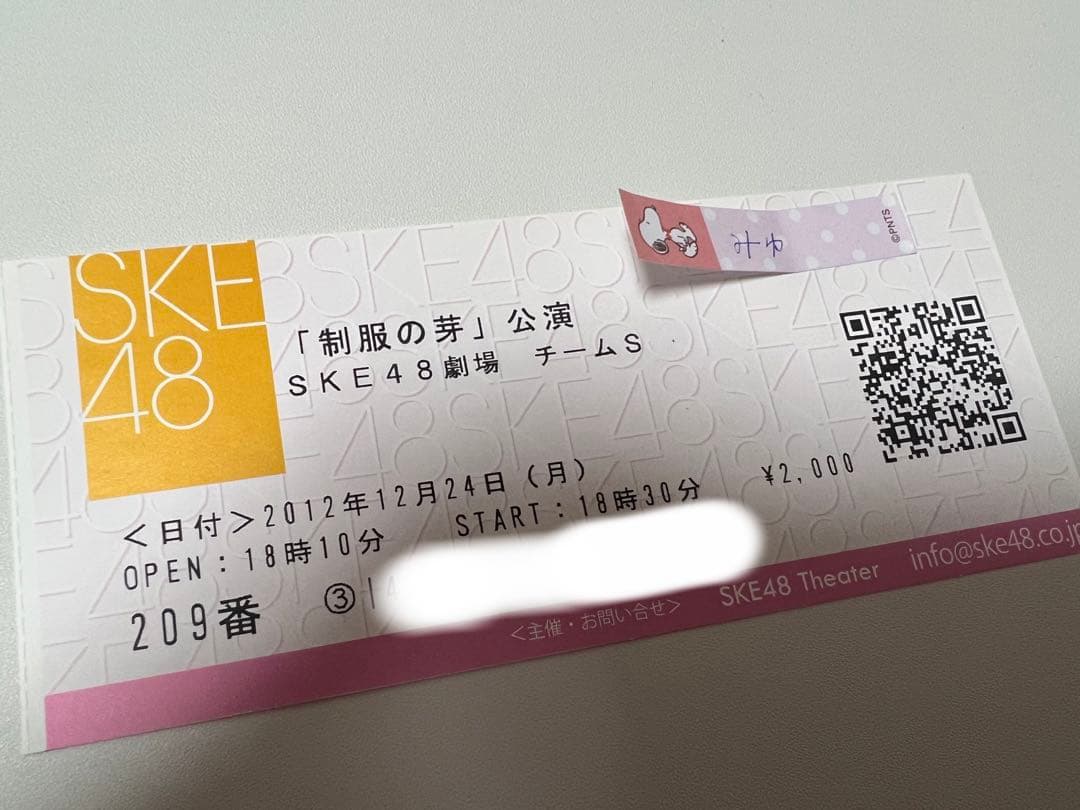 SKE
48
みゆ
©PNTS
「制服の芽」公演
SKE48劇場 チームS
<日付>2012年12月24日(月)
OPEN:18時10分 START:18時30分 ¥2,000
209番 ③
<主催・お問い合せ> SKE48 Theater info@ske48.co.jp